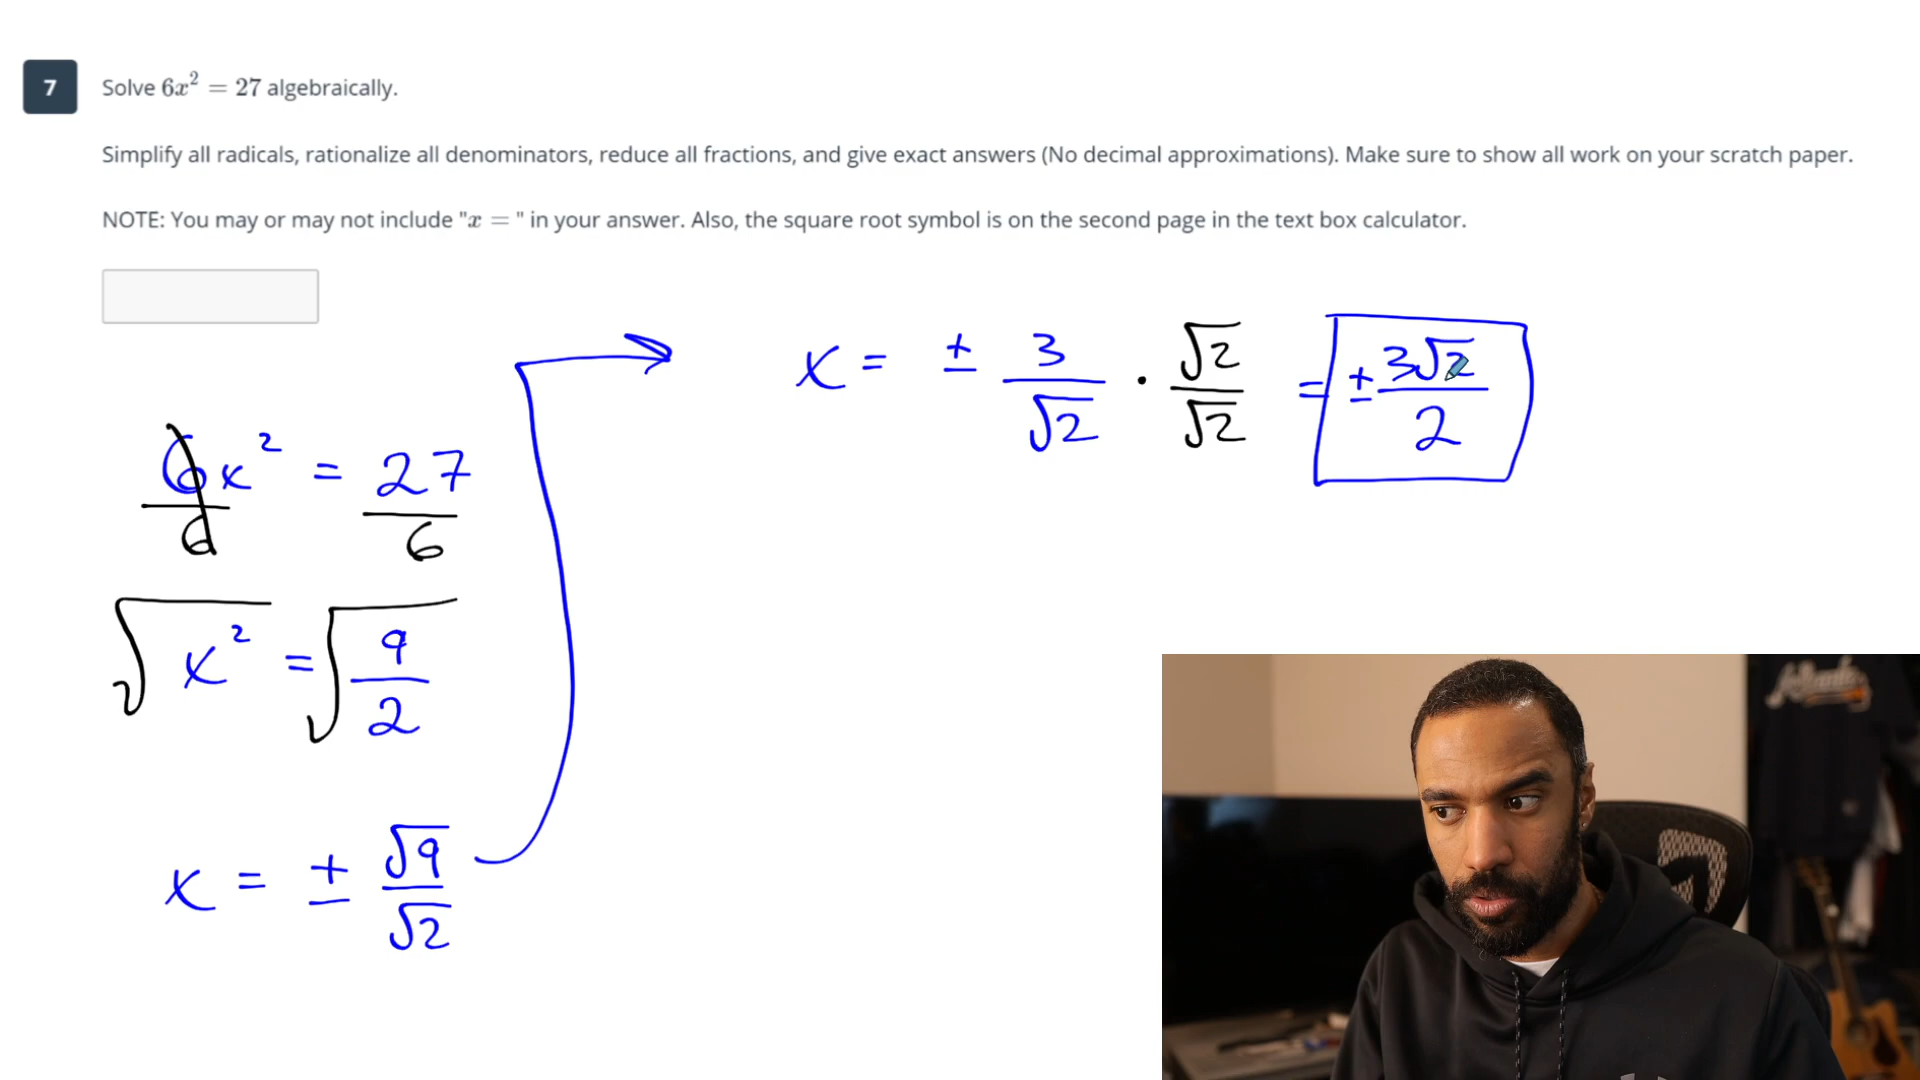 7 Solve 6x² = 27 algebraically.
Simplify all radicals, rationalize all denominators, reduce all fractions, and give exact answers (No decimal approximations). Make sure to show all work on your scratch paper.
NOTE: You may or may not include "x = " in your answer. Also, the square root symbol is on the second page in the text box calculator.
6x²/6 = 27/6
√x² = √(9/2)
x = ± √9/√2
x = ± 3/√2 · √2/√2 = ± 3√2/2